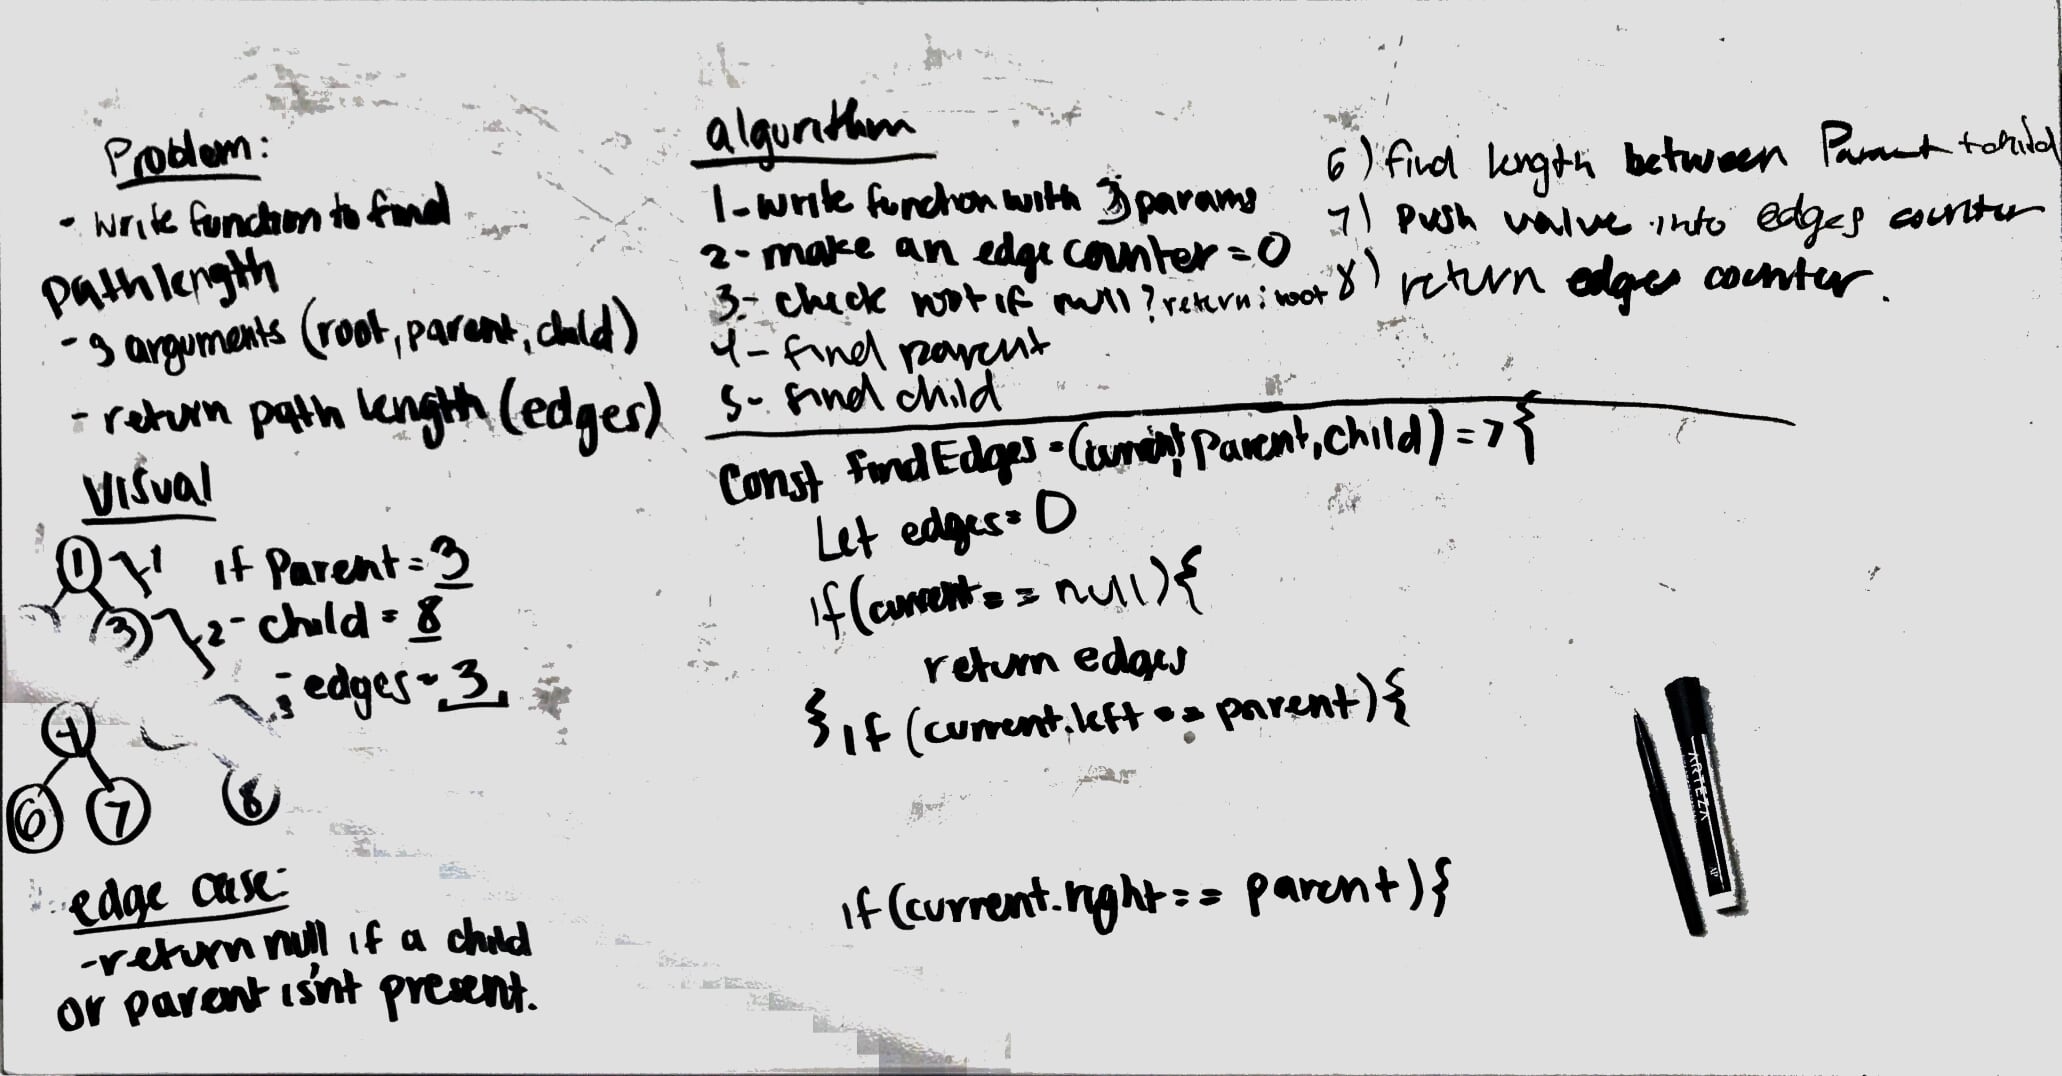 Problem:
- write function to find
path length
- 3 arguments (root, parent, child)
- return path length (edges)
Visual
1 } 1 if Parent = 3
3 } 2 - child = 8
3 edges = 3
4
6 7 8
edge case:
- return null if a child
or parent isn't present.
algorithm
1- write function with 3 params
2- make an edge counter = 0
3- check root if null? return : root
4- find parent
5- find child
6) find length between Parent to child
7) push value into edges counter
8) return edges counter.
Const findEdges = (current, Parent, child) => {
Let edges = 0
if (current == null) {
return edges
} if (current.left == parent) {
if (current.right == parent) {
ARTEZA